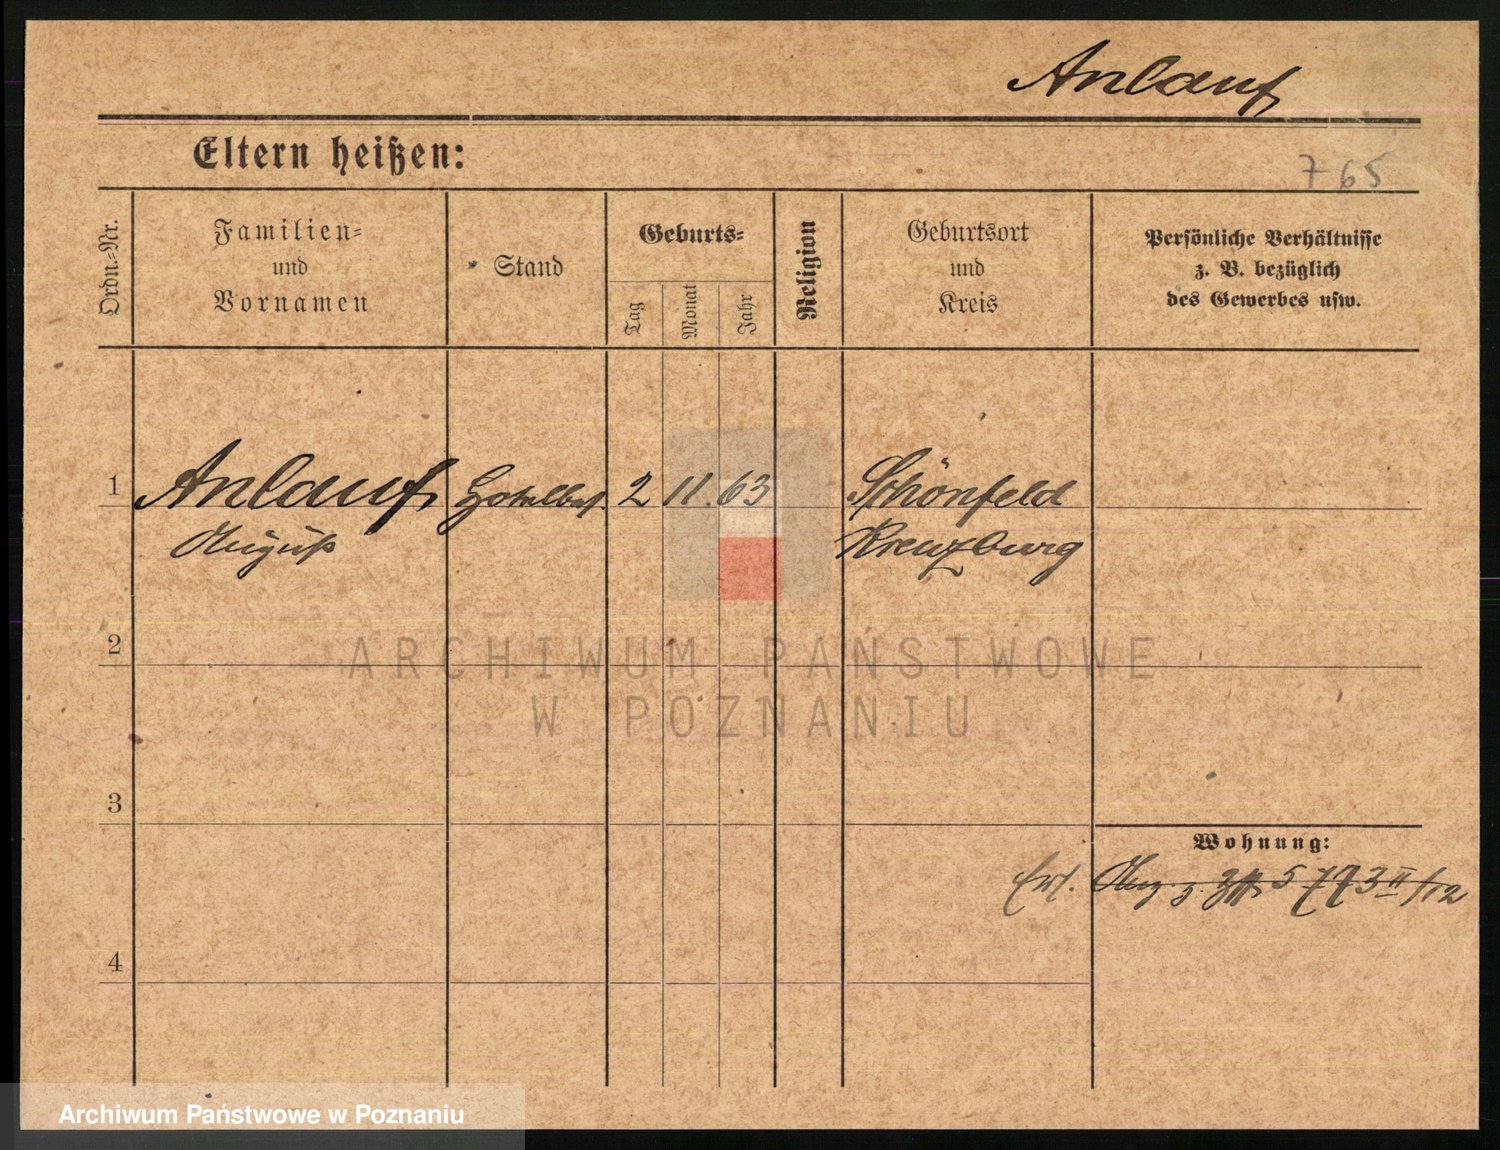 Anlauf
Eltern heißen:
765
Ordn.-Nr.
Familien-
und
Vornamen
Stand
Geburts-
Tag
Monat
Jahr
Religion
Geburtsort
und
Kreis
Persönliche Verhältnisse
z. B. bezüglich
des Gewerbes usw.
1 Anlauf Hotelbes. 2 11. 63 Schönfeld
August Kreuzburg
2
ARCHIWUM PAŃSTWOWE
W POZNANIU
3
Wohnung:
4
Archiwum Państwowe w Poznaniu